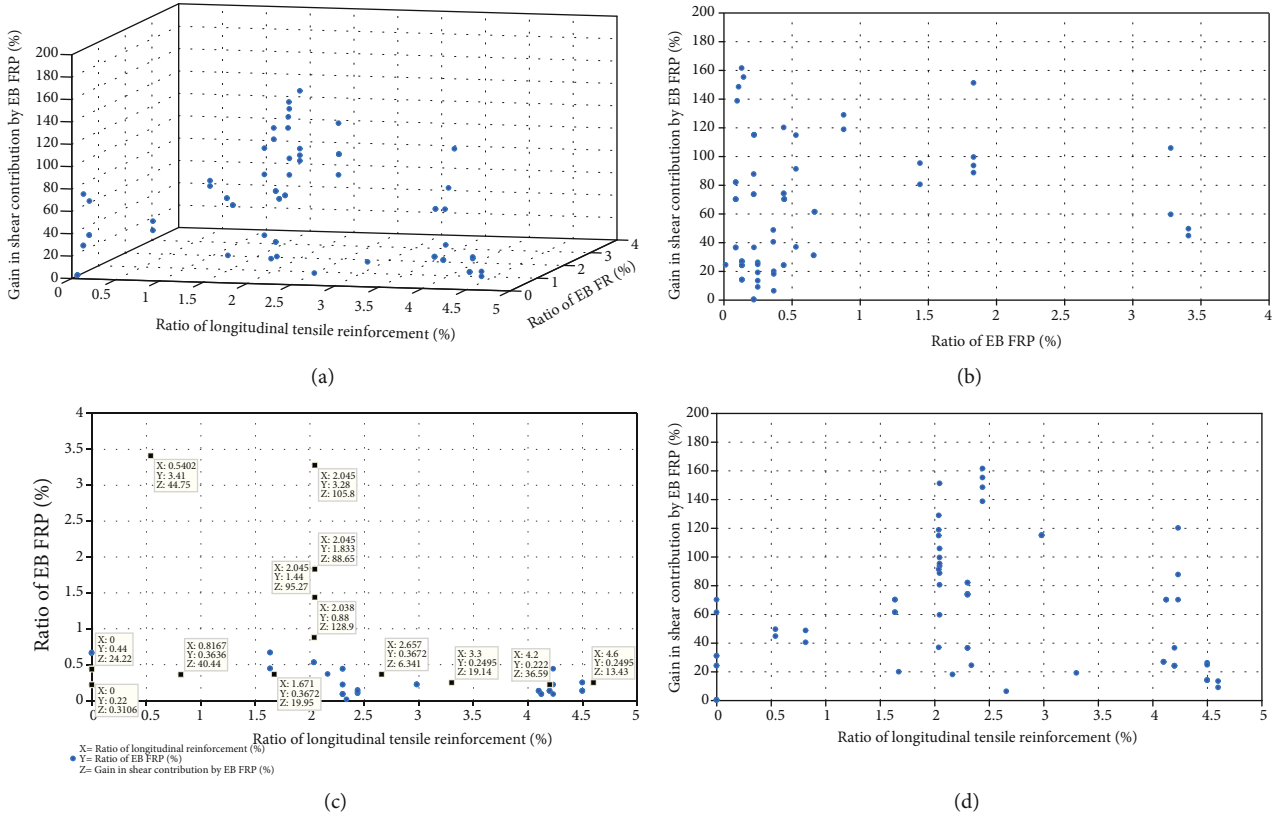 Gain in shear contribution by EB FRP (%)
200
180
160
140
120
100
80
60
40
20
0
0
0.5
1
1.5
2
2.5
3
3.5
4
4.5
5
0
1
2
3
4
Ratio of EB FR (%)
Ratio of longitudinal tensile reinforcement (%)
(a)
Gain in shear contribution by EB FRP (%)
200
180
160
140
120
100
80
60
40
20
0
0 0.5 1 1.5 2 2.5 3 3.5 4
Ratio of EB FRP (%)
(b)
Ratio of EB FRP (%)
4
3.5
3
2.5
2
1.5
1
0.5
0
X: 0.5402
Y: 3.41
Z: 44.75
X: 2.045
Y: 3.28
Z: 105.8
X: 2.045
Y: 1.833
Z: 88.65
X: 2.045
Y: 1.44
Z: 95.27
X: 2.038
Y: 0.88
Z: 128.9
X: 0
Y: 0.44
Z: 24.22
X: 0.8167
Y: 0.3636
Z: 40.44
X: 2.657
Y: 0.3672
Z: 6.341
X: 3.3
Y: 0.2495
Z: 19.14
X: 4.2
Y: 0.222
Z: 36.59
X: 4.6
Y: 0.2495
Z: 13.43
X: 0
Y: 0.22
Z: 0.3106
X: 1.671
Y: 0.3672
Z: 19.95
0 0.5 1 1.5 2 2.5 3 3.5 4 4.5 5
Ratio of longitudinal tensile reinforcement (%)
X= Ratio of longitudinal reinforcement (%)
Y= Ratio of EB FRP (%)
Z= Gain in shear contribution by EB FRP (%)
(c)
Gain in shear contribution by EB FRP (%)
200
180
160
140
120
100
80
60
40
20
0
0 0.5 1 1.5 2 2.5 3 3.5 4 4.5 5
Ratio of longitudinal tensile reinforcement (%)
(d)